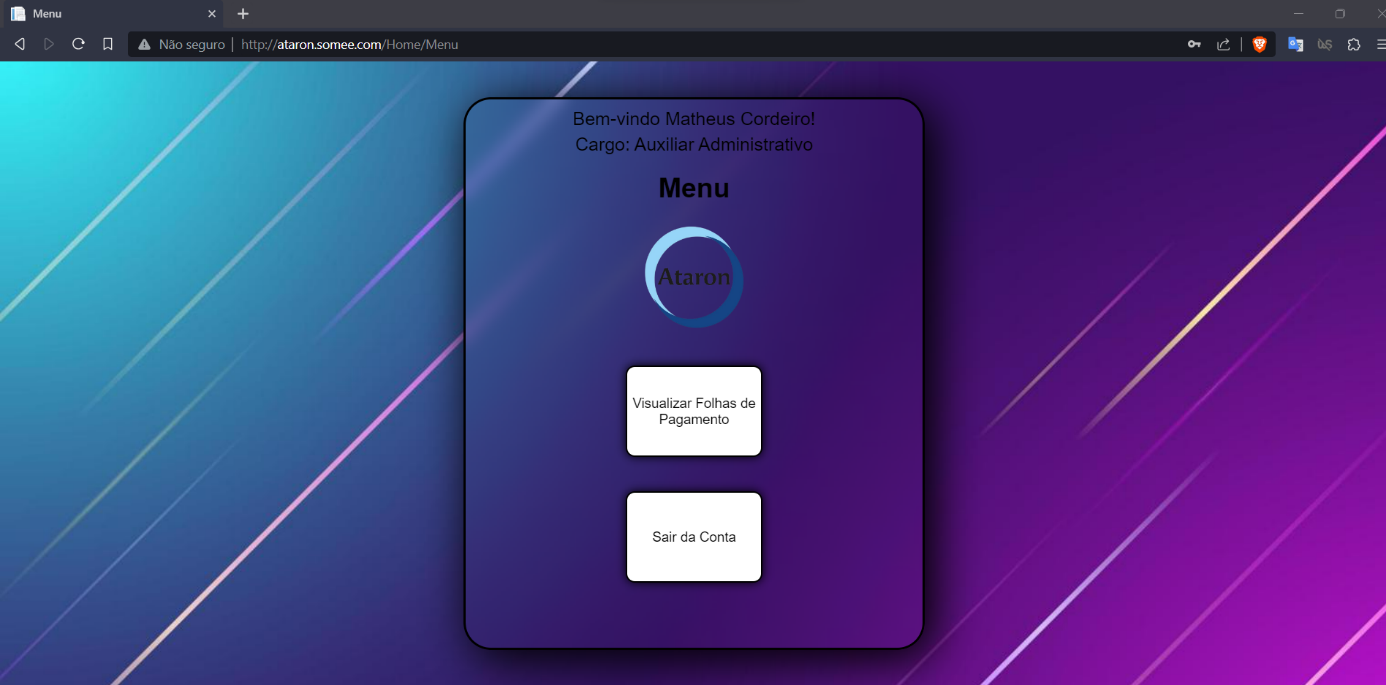 Menu
Não seguro | http://ataron.somee.com/Home/Menu
Bem-vindo Matheus Cordeiro!
Cargo: Auxiliar Administrativo
Menu
Ataron
Visualizar Folhas de
Pagamento
Sair da Conta